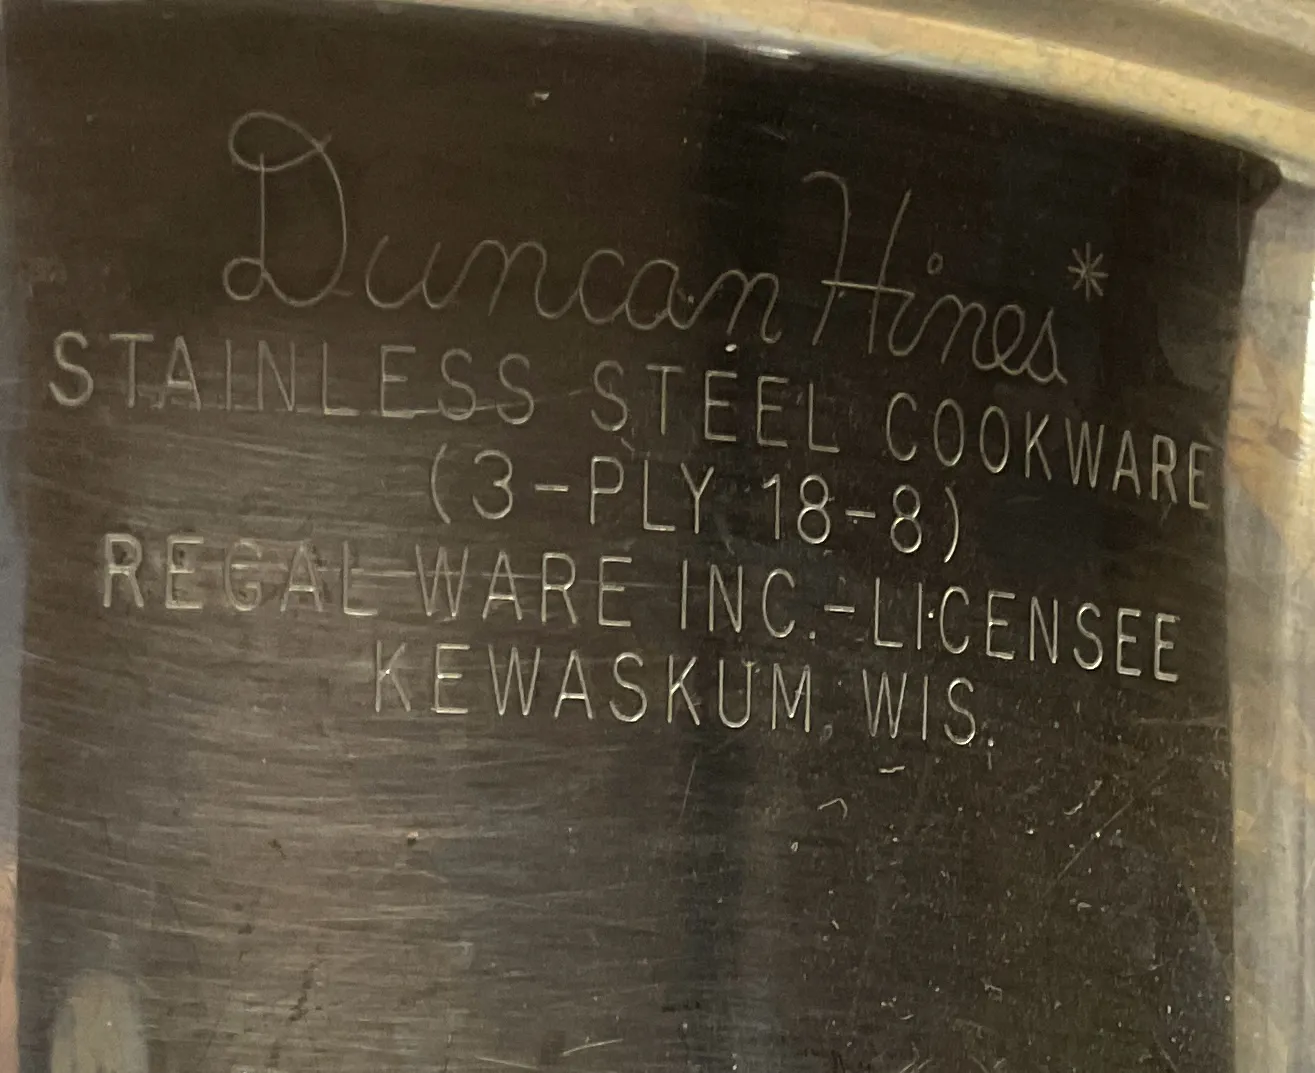 Duncan Hines*
STAINLESS STEEL COOKWARE
(3-PLY 18-8)
REGAL WARE INC.-LICENSEE
KEWASKUM, WIS.